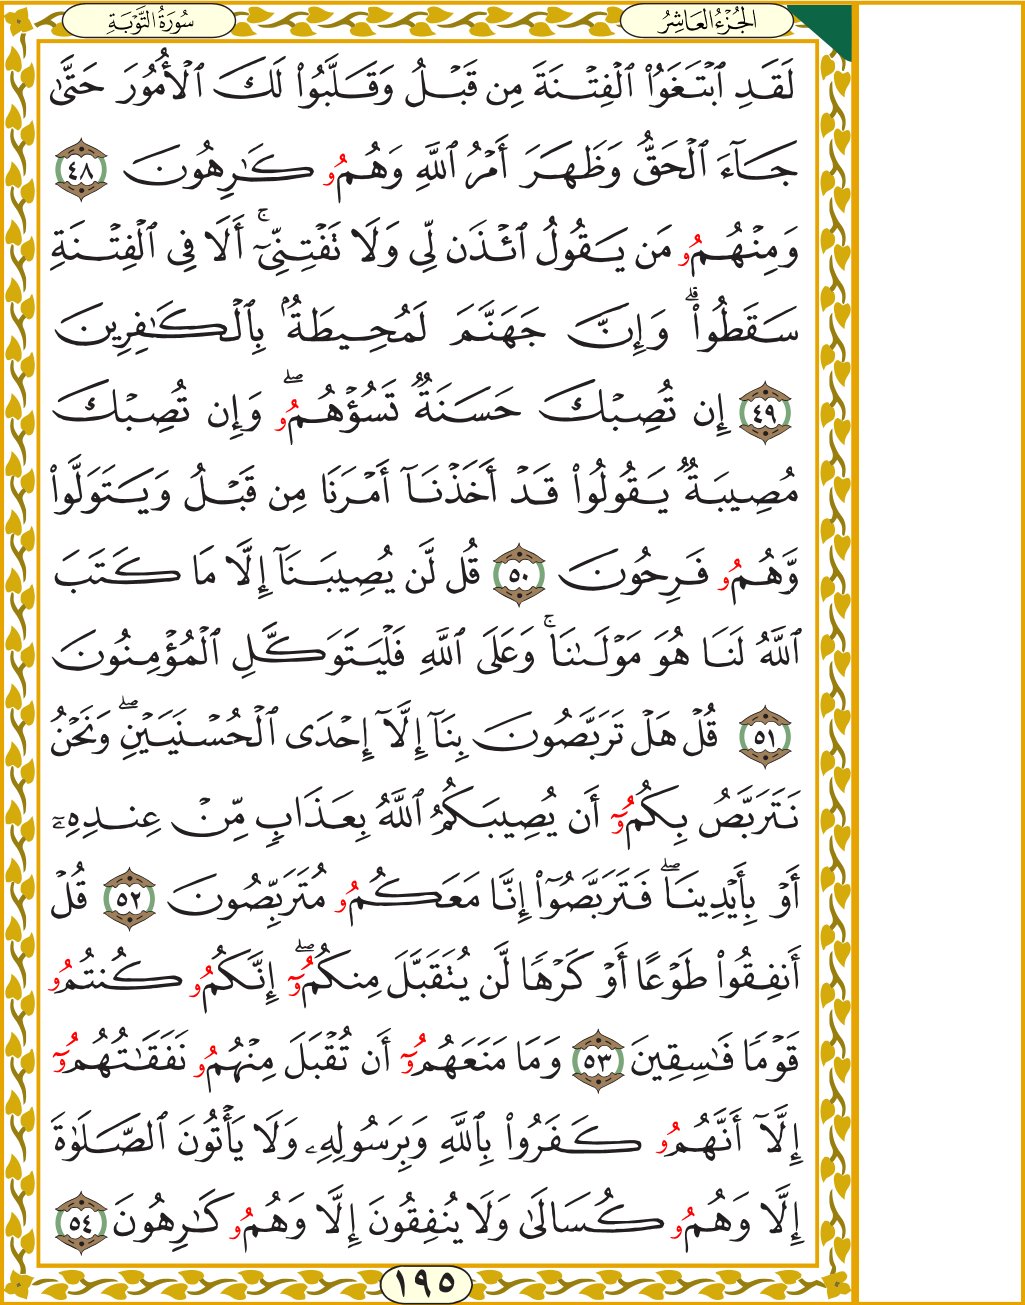 الجُزْءُ العَاشِرُ
سُورَةُ التَّوْبَةِ
لَقَدِ ٱبۡتَغَوُاْ ٱلۡفِتۡنَةَ مِن قَبۡلُ وَقَلَّبُواْ لَكَ ٱلۡأُمُورَ حَتَّىٰ
جَآءَ ٱلۡحَقُّ وَظَهَرَ أَمۡرُ ٱللَّهِ وَهُمُۥ كَٰرِهُونَ ٤٨
وَمِنۡهُمُۥ مَن يَقُولُ ٱئۡذَن لِّي وَلَا تَفۡتِنِّيٓۚ أَلَا فِي ٱلۡفِتۡنَةِ
سَقَطُواْۗ وَإِنَّ جَهَنَّمَ لَمُحِيطَةُۢ بِٱلۡكَٰفِرِينَ
٤٩ إِن تُصِبۡكَ حَسَنَةٞ تَسُؤۡهُمُۥۖ وَإِن تُصِبۡكَ
مُصِيبَةٞ يَقُولُواْ قَدۡ أَخَذۡنَآ أَمۡرَنَا مِن قَبۡلُ وَيَتَوَلَّواْ
وَّهُمُۥ فَرِحُونَ ٥٠ قُل لَّن يُصِيبَنَآ إِلَّا مَا كَتَبَ
ٱللَّهُ لَنَا هُوَ مَوۡلَىٰنَاۚ وَعَلَى ٱللَّهِ فَلۡيَتَوَكَّلِ ٱلۡمُؤۡمِنُونَ
٥١ قُلۡ هَلۡ تَرَبَّصُونَ بِنَآ إِلَّآ إِحۡدَى ٱلۡحُسۡنَيَيۡنِۖ وَنَحۡنُ
نَتَرَبَّصُ بِكُمُۥٓ أَن يُصِيبَكُمُ ٱللَّهُ بِعَذَابٖ مِّنۡ عِندِهِۦٓ
أَوۡ بِأَيۡدِينَاۖ فَتَرَبَّصُوٓاْ إِنَّا مَعَكُمُۥ مُتَرَبِّصُونَ ٥٢ قُلۡ
أَنفِقُواْ طَوۡعًا أَوۡ كَرۡهٗا لَّن يُتَقَبَّلَ مِنكُمُۥٓۖ إِنَّكُمُۥ كُنتُمُۥ
قَوۡمٗا فَٰسِقِينَ ٥٣ وَمَا مَنَعَهُمُۥٓ أَن تُقۡبَلَ مِنۡهُمُۥ نَفَقَٰتُهُمُۥٓ
إِلَّآ أَنَّهُمُۥ كَفَرُواْ بِٱللَّهِ وَبِرَسُولِهِۦ وَلَا يَأۡتُونَ ٱلصَّلَوٰةَ
إِلَّا وَهُمُۥ كُسَالَىٰ وَلَا يُنفِقُونَ إِلَّا وَهُمُۥ كَٰرِهُونَ ٥٤
١٩٥